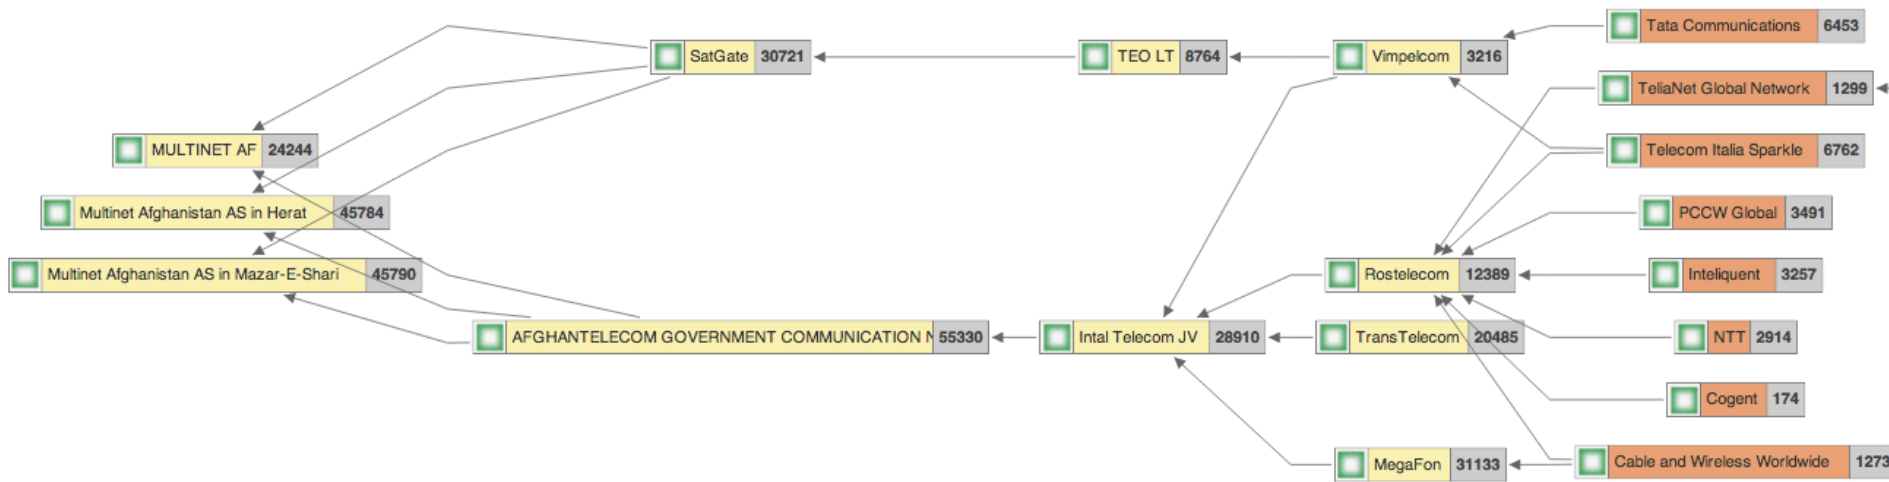 Tata Communications 6453
SatGate 30721
TEO LT 8764
Vimpelcom 3216
TeliaNet Global Network 1299
MULTINET AF 24244
Telecom Italia Sparkle 6762
Multinet Afghanistan AS in Herat 45784
PCCW Global 3491
Multinet Afghanistan AS in Mazar-E-Shari 45790
Rostelecom 12389
Inteliquent 3257
AFGHANTELECOM GOVERNMENT COMMUNICATION N 55330
Intal Telecom JV 28910
TransTelecom 20485
NTT 2914
Cogent 174
MegaFon 31133
Cable and Wireless Worldwide 1273